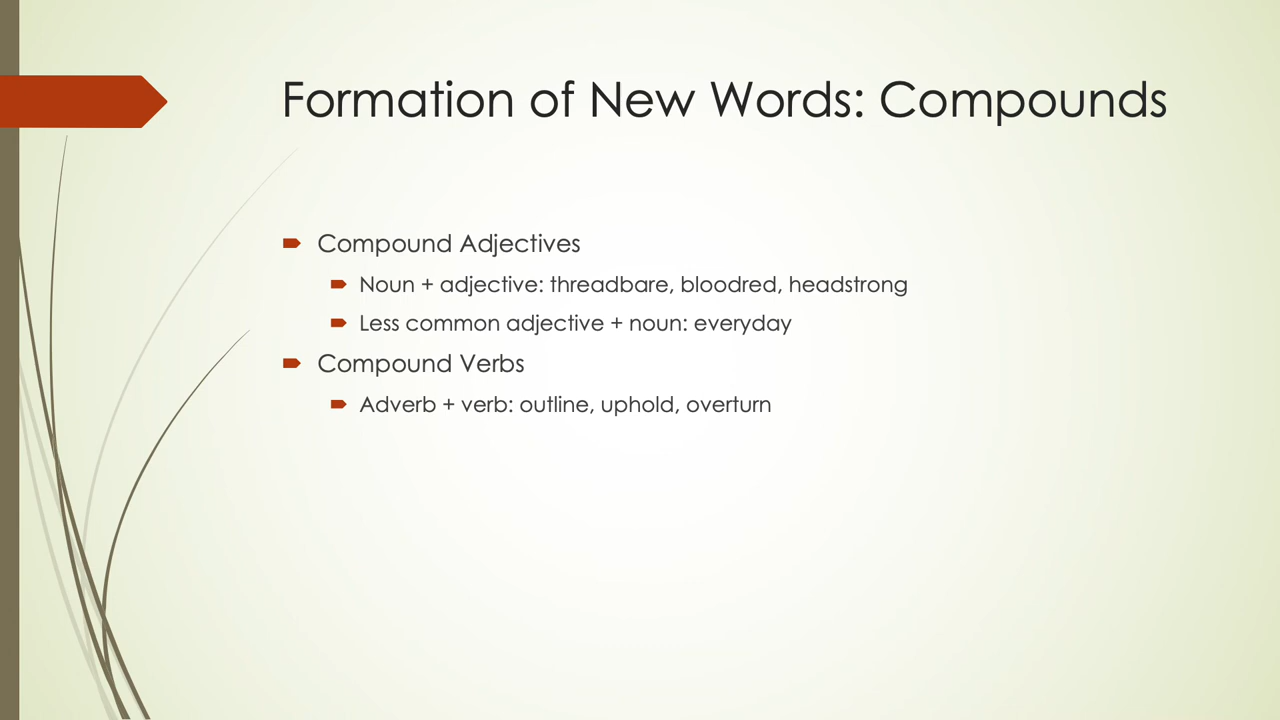 Formation of New Words: Compounds
Compound Adjectives
Noun + adjective: threadbare, bloodred, headstrong
Less common adjective + noun: everyday
Compound Verbs
Adverb + verb: outline, uphold, overturn